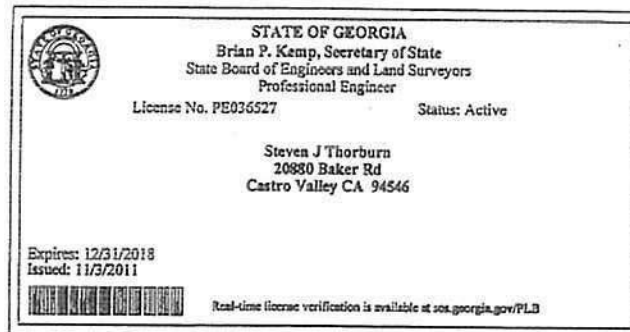 STATE OF GEORGIA
Brian P. Kemp, Secretary of State
State Board of Engineers and Land Surveyors
Professional Engineer
License No. PE036527 Status: Active
Steven J Thorburn
20880 Baker Rd
Castro Valley CA 94546
Expires: 12/31/2018
Issued: 11/3/2011
Real-time license verification is available at sos.georgia.gov/PLB